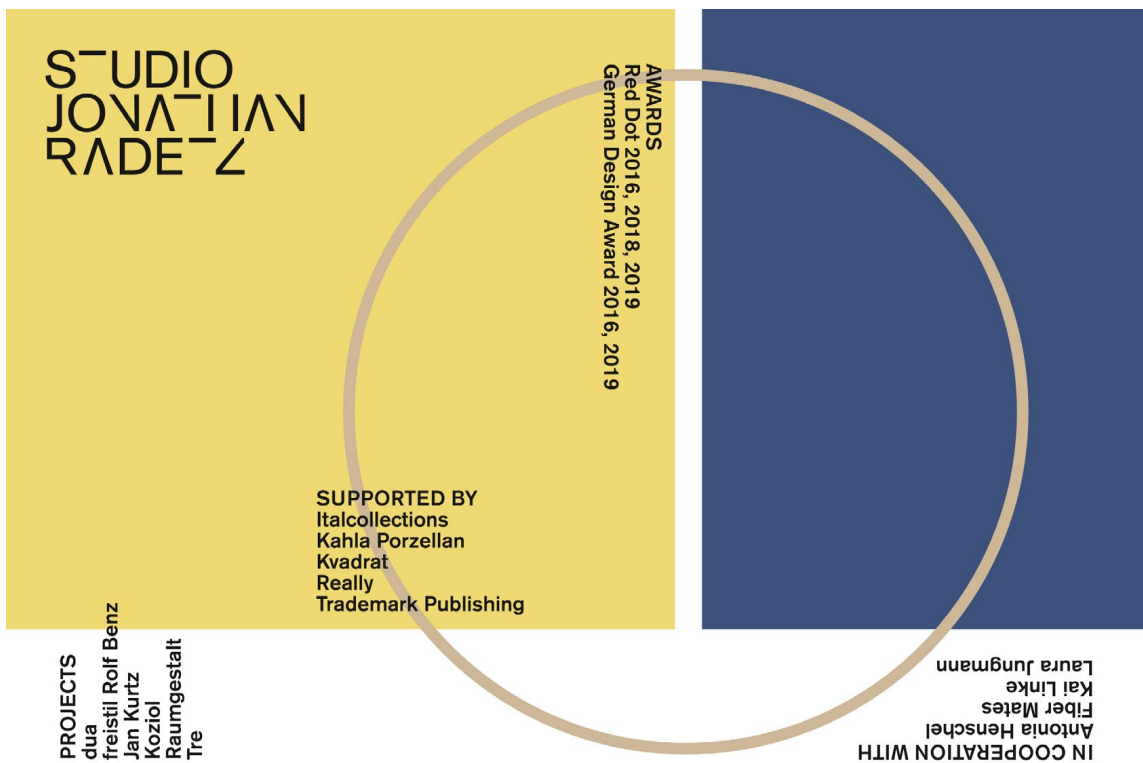 STUDIO
JONATHAN
RADETZ
AWARDS
Red Dot 2016, 2018, 2019
German Design Award 2016, 2019
SUPPORTED BY
Italcollections
Kahla Porzellan
Kvadrat
Really
Trademark Publishing
PROJECTS
dua
freistil Rolf Benz
Jan Kurtz
Koziol
Raumgestalt
Tre
IN COOPERATION WITH
Antonia Henschel
Fiber Mates
Kai Linke
Laura Jungmann